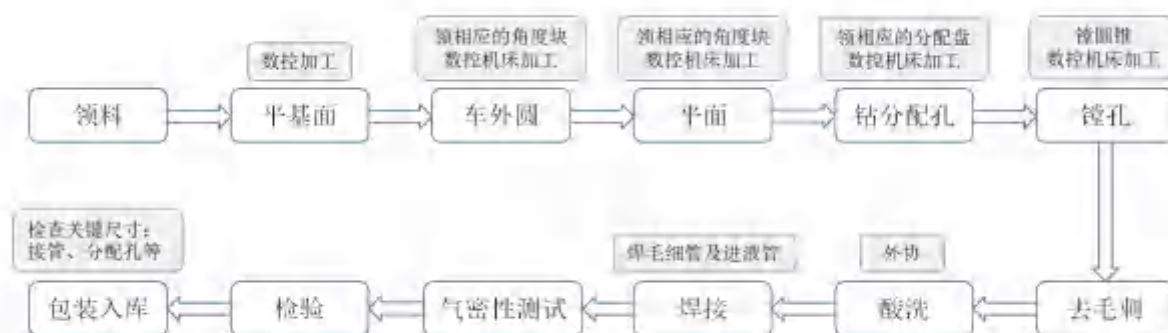 数控加工
领相应的角度块
数控机床加工
领相应的角度块
数控机床加工
领相应的分配盘
数控机床加工
锪圆锥
数控机床加工
领料
平基面
车外圆
平面
钻分配孔
镗孔
检查关键尺寸：
接管、分配孔等
焊毛细管及进液管
外协
包装入库
检验
气密性测试
焊接
酸洗
去毛刺